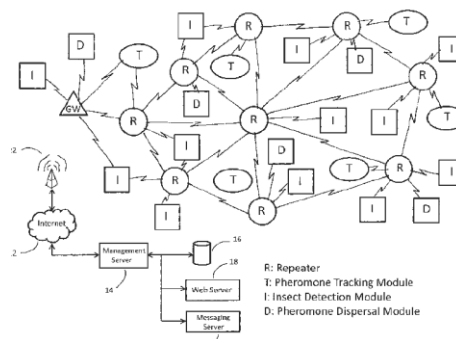 R
R
I
D
I
T
I
T
D
T
R
I
R
D
GW
I
T
R
R
I
I
D
R
I
T
I
R
T
I
R
I
D
I
Internet
Management
Server
14
16
18
Web Server
Messaging
Server
R: Repeater
T: Pheromone Tracking Module
I: Insect Detection Module
D: Pheromone Dispersal Module